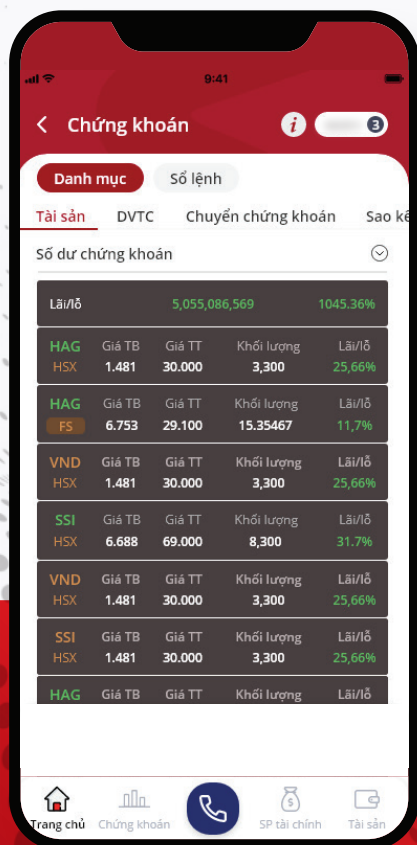 9:41
Chứng khoán i 3
Danh mục Sổ lệnh
Tài sản DVTC Chuyển chứng khoán Sao kê
Số dư chứng khoán
Lãi/lỗ 5,055,086,569 1045.36%
HAG Giá TB Giá TT Khối lượng Lãi/lỗ
HSX 1.481 30.000 3,300 25,66%
HAG Giá TB Giá TT Khối lượng Lãi/lỗ
FS 6.753 29.100 15.35467 11,7%
VND Giá TB Giá TT Khối lượng Lãi/lỗ
HSX 1.481 30.000 3,300 25,66%
SSI Giá TB Giá TT Khối lượng Lãi/lỗ
HSX 6.688 69.000 8,300 31.7%
VND Giá TB Giá TT Khối lượng Lãi/lỗ
HSX 1.481 30.000 3,300 25,66%
SSI Giá TB Giá TT Khối lượng Lãi/lỗ
HSX 1.481 30.000 3,300 25,66%
HAG Giá TB Giá TT Khối lượng Lãi/lỗ
Trang chủ Chứng khoán SP tài chính Tài sản